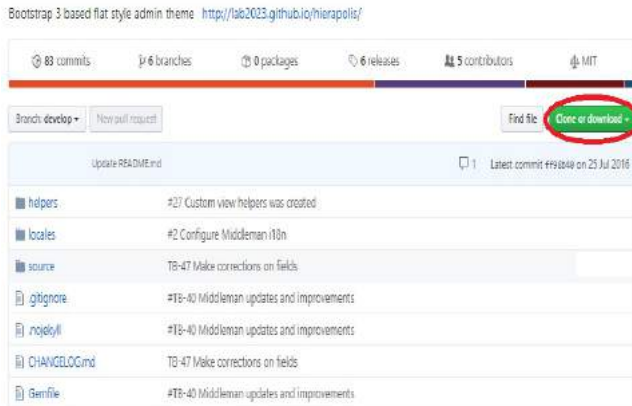 Bootstrap 3 based flat style admin theme http://lab2023.github.io/hierapolis/
83 commits 6 branches 0 packages 6 releases 5 contributors MIT
Branch: develop New pull request Find file Clone or download
Update README.md 1 Latest commit on 25 Jul 2016
helpers #27 Custom view helpers was created
locales #2 Configure Middleman i18n
source TB-47 Make corrections on fields
.gitignore #TB-40 Middleman updates and improvements
.nojekyll #TB-40 Middleman updates and improvements
CHANGELOG.md TB-47 Make corrections on fields
Gemfile #TB-40 Middleman updates and improvements